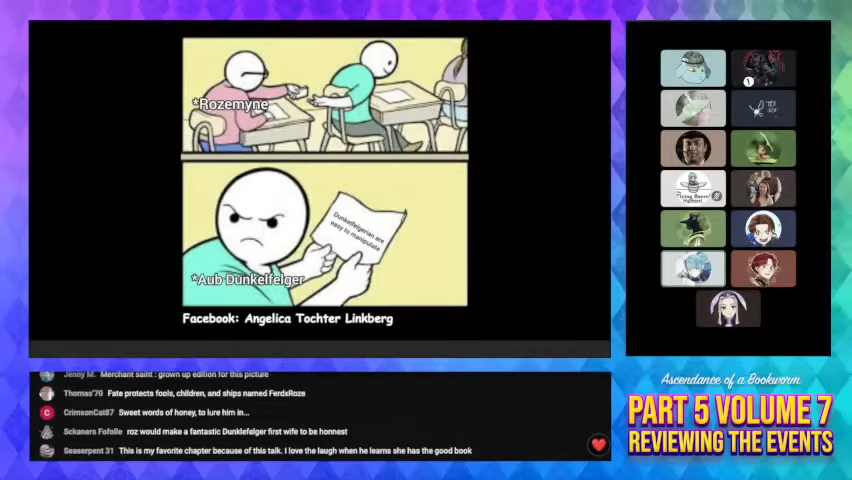 *Rozemyne
Dunkelfelgerian are
easy to manipulate
*Aub Dunkelfelger
Facebook: Angelica Tochter Linkberg
Jenny M. Merchant saint : grown up edition for this picture
Thomas'70 Fate protects fools, children, and ships named FerdxRoze
C CrimsonCat87 Sweet words of honey, to lure him in...
Sckaners Fofolle roz would make a fantastic Dunklefelger first wife to be honnest
Seaserpent 31 This is my favorite chapter because of this talk. I love the laugh when he learns she has the good book
Ascendance of a Bookworm
PART 5 VOLUME 7
REVIEWING THE EVENTS